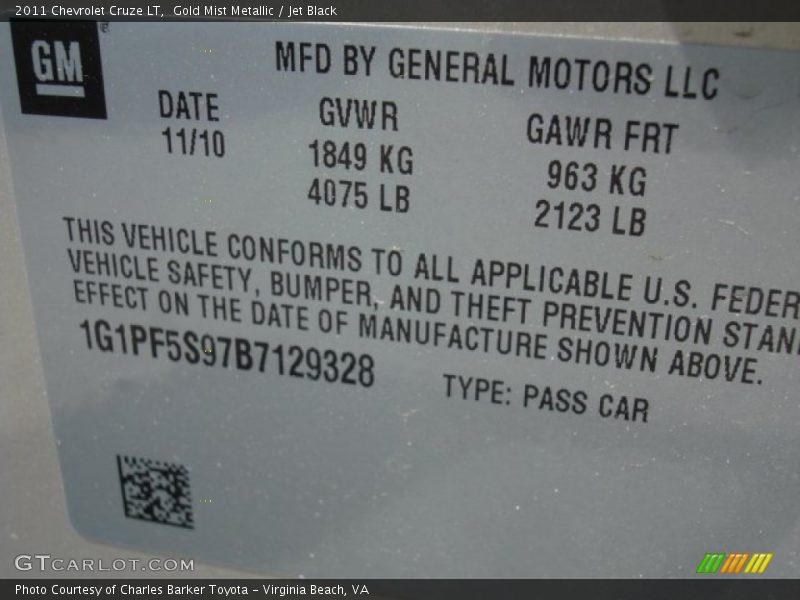 2011 Chevrolet Cruze LT, Gold Mist Metallic / Jet Black
GM
MFD BY GENERAL MOTORS LLC
DATE GVWR GAWR FRT
11/10 1849 KG 963 KG
4075 LB 2123 LB
THIS VEHICLE CONFORMS TO ALL APPLICABLE U.S. FEDER
VEHICLE SAFETY, BUMPER, AND THEFT PREVENTION STAN
EFFECT ON THE DATE OF MANUFACTURE SHOWN ABOVE.
1G1PF5S97B7129328 TYPE: PASS CAR
GTCARLOT.COM
Photo Courtesy of Charles Barker Toyota - Virginia Beach, VA